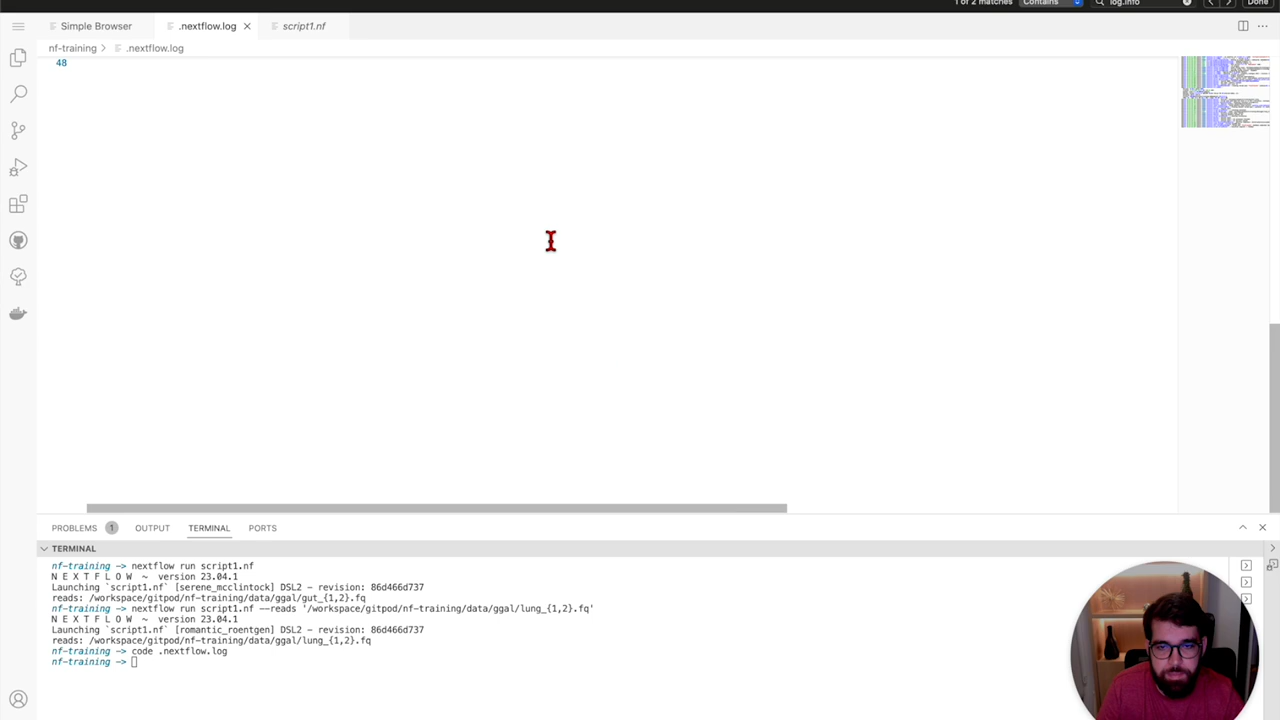 1 of 2 matches Contains log.info Done
Simple Browser .nextflow.log script1.nf
nf-training .nextflow.log
48
PROBLEMS 1 OUTPUT TERMINAL PORTS
TERMINAL
nf-training -> nextflow run script1.nf
N E X T F L O W ~ version 23.04.1
Launching `script1.nf` [serene_mcclintock] DSL2 - revision: 86d466d737
reads: /workspace/gitpod/nf-training/data/ggal/gut_{1,2}.fq
nf-training -> nextflow run script1.nf --reads '/workspace/gitpod/nf-training/data/ggal/lung_{1,2}.fq'
N E X T F L O W ~ version 23.04.1
Launching `script1.nf` [romantic_roentgen] DSL2 - revision: 86d466d737
reads: /workspace/gitpod/nf-training/data/ggal/lung_{1,2}.fq
nf-training -> code .nextflow.log
nf-training ->